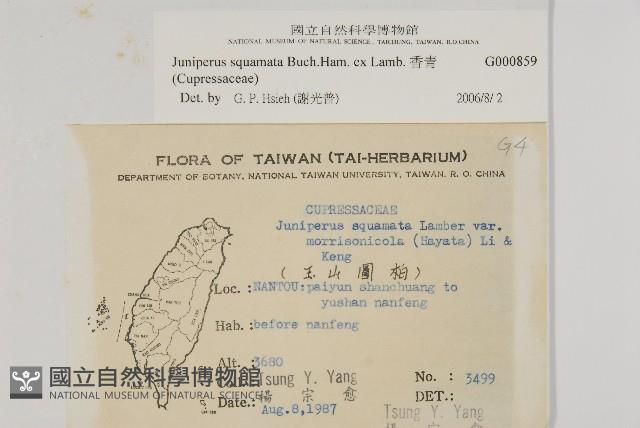 國立自然科學博物館
NATIONAL MUSEUM OF NATURAL SCIENCE, TAICHUNG, TAIWAN, R.O.CHINA
Juniperus squamata Buch.Ham. ex Lamb. 香青 G000859
(Cupressaceae)
Det. by G. P. Hsieh (謝光普) 2006/8/ 2
G4
FLORA OF TAIWAN (TAI-HERBARIUM)
DEPARTMENT OF BOTANY, NATIONAL TAIWAN UNIVERSITY, TAIWAN, R. O. CHINA
CUPRESSACEAE
Juniperus squamata Lamber var.
morrisonicola (Hayata) Li &
Keng
(玉山圓柏)
Loc.:NANTOU:paiyun shanchuang to
yushan nanfeng
Hab.:before nanfeng
Alt. 3680
Tsung Y. Yang No.: 3499
楊宗愈 DET.:
Date.: Aug.8,1987 Tsung Y. Yang
楊宗愈
國立自然科學博物館
NATIONAL MUSEUM OF NATURAL SCIENCE